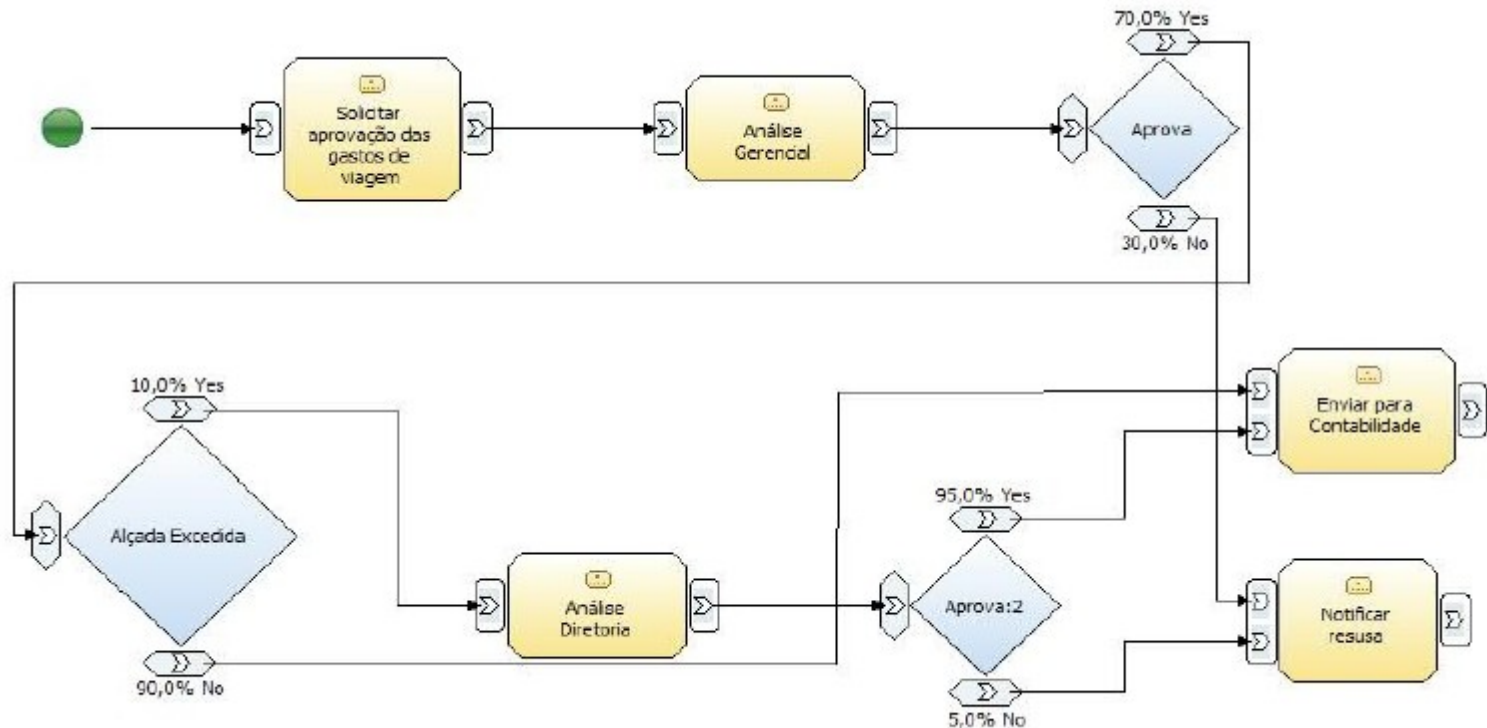 70,0% Yes
Solicitar
aprovação das
gastos de
viagem
Análise
Gerencial
Aprova
30,0% No
10,0% Yes
Enviar para
Contabilidade
95,0% Yes
Alçada Excedida
Análise
Diretoria
Aprova:2
Notificar
resusa
90,0% No
5,0% No